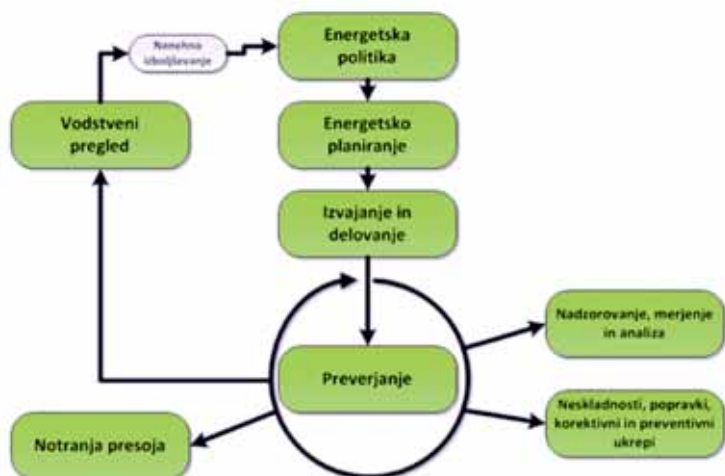 Nenehno
izboljševanje
Energetska
politika
Vodstveni
pregled
Energetsko
planiranje
Izvajanje in
delovanje
Nadzorovanje, merjenje
in analiza
Preverjanje
Neskladnosti, popravki,
korektivni in preventivni
ukrepi
Notranja presoja